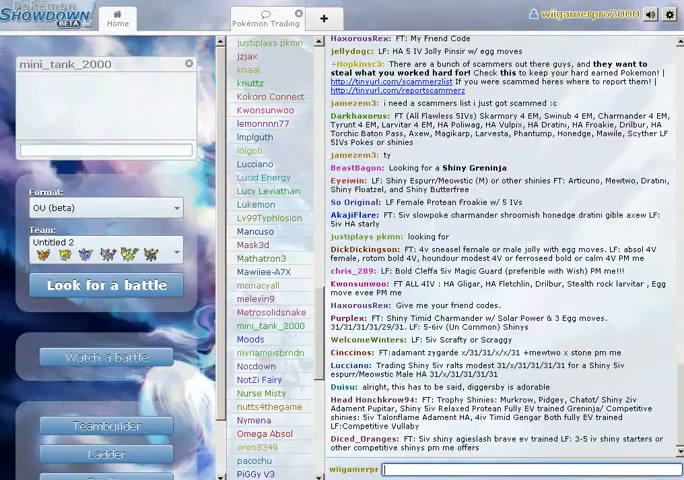 Pokémon
SHOWDOWN
BETA
Home
Pokémon Trading
+
wiigamerpro2000
mini_tank_2000
Format:
OU (beta)
Team:
Untitled 2
Look for a battle
Watch a battle
Teambuilder
Ladder
justiplays pkmn
jzjax
knaal
knuttz
Kokoro Connect
Kwonsunwoo
lemonnnn77
lmplguth
lolgob
Lucciano
Lucid Energy
Lucy Leviathan
Lukemon
Lv99Typhlosion
Mancuso
Mask3d
Mathatron3
Mawiiee-A7X
mcmacyall
melevin9
Metrosolidsnake
mini_tank_2000
Moods
mynameisbrndn
Nocdown
NotZi Fairy
Nurse Misty
nutts4thegame
Nymena
Omega Absol
oreo8349
pacochu
PiGGy V3
HaxorousRex: FT: My Friend Code
jellydogc: LF: HA 5 IV Jolly Pinsir w/ egg moves
+Hopkinsc3: There are a bunch of scammers out there guys, and they want to
steal what you worked hard for! Check this to keep your hard earned Pokemon! |
http://tinyurl.com/scammerzlist If you were scammed heres where to report them! |
http://tinyurl.com/reportscammerz
jamezem3: i need a scammers list i just got scammed :c
Darkhaxorus: FT (All Flawless 5IVs) Skarmory 4 EM, Swinub 4 EM, Charmander 4 EM,
Tyrunt 4 EM, Larvitar 4 EM, HA Poliwag, HA Vulpix, HA Dratini, HA Froakie, Drilbur, HA
Torchic Baton Pass, Axew, Magikarp, Larvesta, Phantump, Honedge, Mawile, Scyther LF
5IVs Pokes or shinies
jamezem3: ty
BeastBagon: Looking for a Shiny Greninja
Eyeiwin: LF: Shiny Espurr/Meowstic (M) or other shinies FT: Articuno, Mewtwo, Dratini,
Shiny Floatzel, and Shiny Butterfree
So Original: LF Female Protean Froakie w/ 5 IVs
AkajiFlare: FT: 5iv slowpoke charmander shroomish honedge dratini gible axew LF:
5iv HA starly
justiplays pkmn: looking for
DickDickingson: FT: 4v sneasel female or male jolly with egg moves. LF: absol 4V
female, rotom bold 4V, houndour modest 4V or ferroseed bold or calm 4V PM me
chris_289: LF: Bold Cleffa 5iv Magic Guard (preferible with Wish) PM me!!!
Kwonsunwoo: FT ALL 4IV : HA Gligar, HA Fletchlin, Drilbur, Stealth rock larvitar , Egg
move evee PM me
HaxorousRex: Give me your friend codes.
Purplex: FT: Shiny Timid Charmander w/ Solar Power & 3 Egg moves.
31/31/31/31/29/31. LF: 5-6iv (Un Common) Shinys
WelcomeWinters: LF: 5iv Scrafty or Scraggy
Cinccinos: FT:adamant zygarde x/31/31/x/x/31 +mewtwo x stone pm me
Lucciano: Trading Shiny 5iv ralts modest 31/x/31/31/31/31 for a Shiny 5iv
espurr/Meowstic Male HA 31/x/31/31/31/31
Duisu: alright, this has to be said, diggersby is adorable
Head Honchkrow94: FT: Trophy Shinies: Murkrow, Pidgey, Chatot/ Shiny 2iv
Adament Pupitar, Shiny 5iv Relaxed Protean Fully EV trained Greninja/ Competitive
shinies: 5iv Talonflame Adament HA, 4iv Timid Gengar Both fully EV trained
LF:Competitive Vullaby
Diced_Oranges: FT: 5iv shiny agieslash brave ev trained LF: 3-5 iv shiny starters or
other competitive shinys pm me offers
wiigamerpr